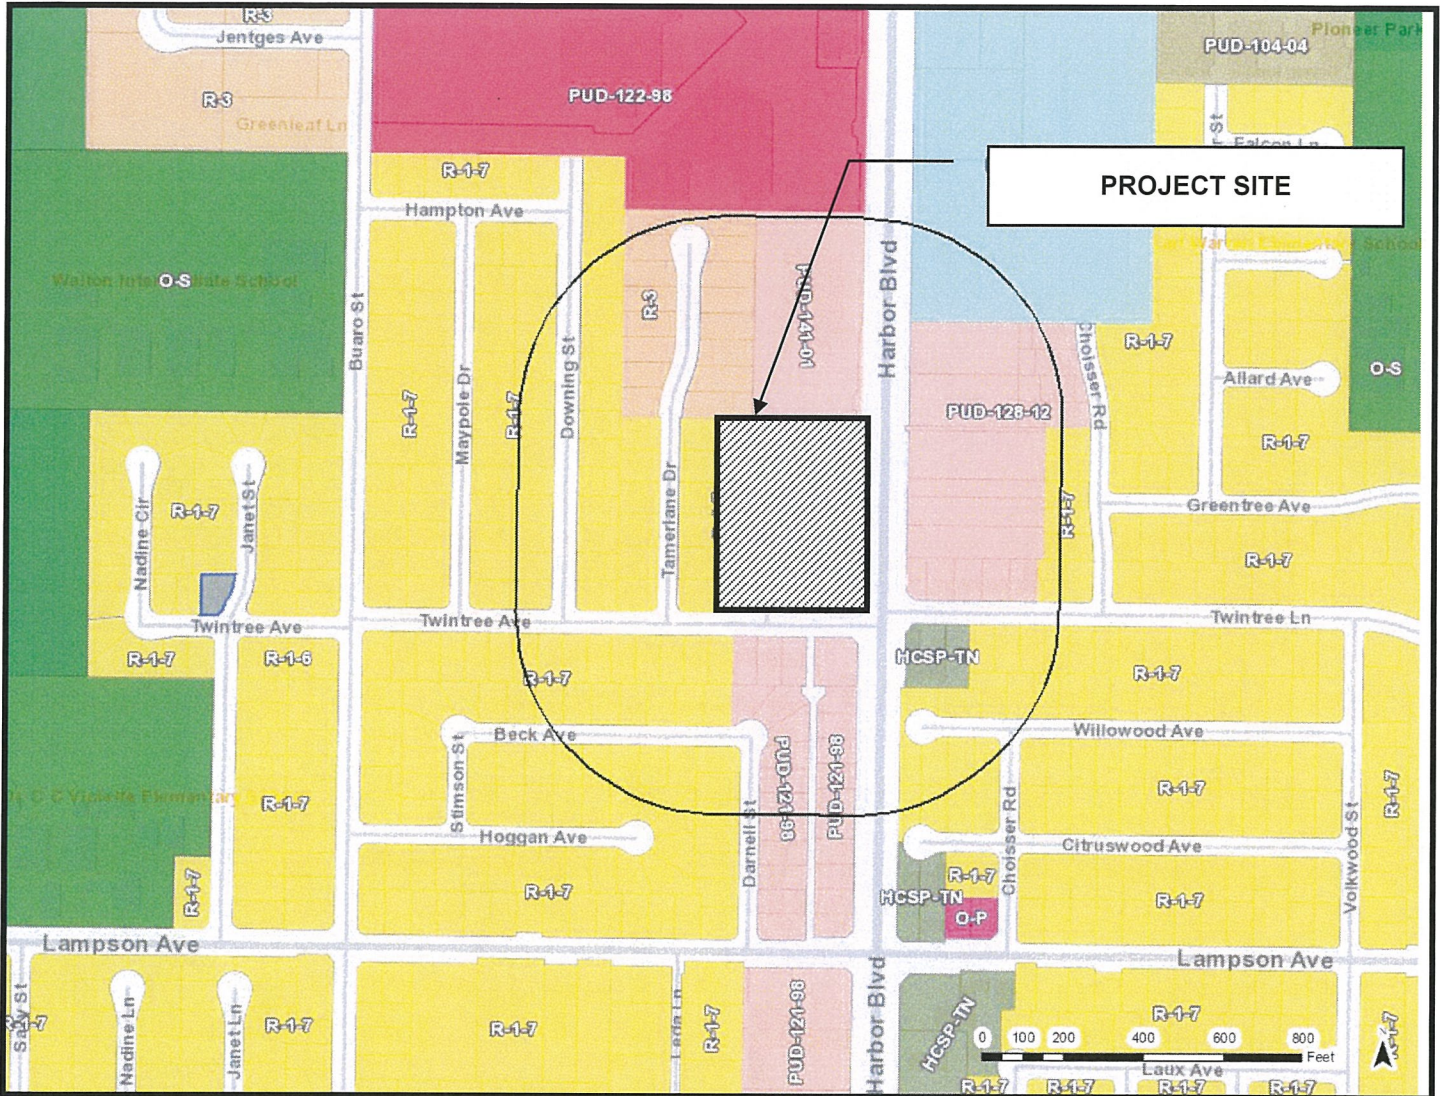 R-3
Jentges Ave
Pioneer Park
PUD-104-04
PUD-122-98
R-3
Greenleaf Ln
St
Falcon Ln
R-1-7
PROJECT SITE
Hampton Ave
O-S
R-3
PUD-141-01
Harbor Blvd
Buaro St
Maypole Dr
Downing St
Choisser Rd
R-1-7
Allard Ave
O-S
R-1-7
R-1-7
PUD-128-12
R-1-7
Nadine Cir
R-1-7
Janet St
Tamerlane Dr
R-1-7
Greentree Ave
R-1-7
Twintree Ave
Twintree Ave
Twintree Ln
R-1-7
R-1-6
R-1-7
HCSP-TN
R-1-7
Beck Ave
Willowood Ave
Stimson St
PUD-121-98
PUD-121-98
R-1-7
R-1-7
R-1-7
Hoggan Ave
Darnell St
Choisser Rd
Citruswood Ave
Volkwood St
R-1-7
R-1-7
HCSP-TN
R-1-7
O-P
R-1-7
Lampson Ave
Lampson Ave
Harbor Blvd
Nadine Ln
Janet Ln
R-1-7
R-1-7
Leda Ln
R-1-7
PUD-121-98
HCSP-TN
R-1-7
0 100 200 400 600 800
Feet
Laux Ave
R-1-7
R-1-7
R-1-7
R-1-7